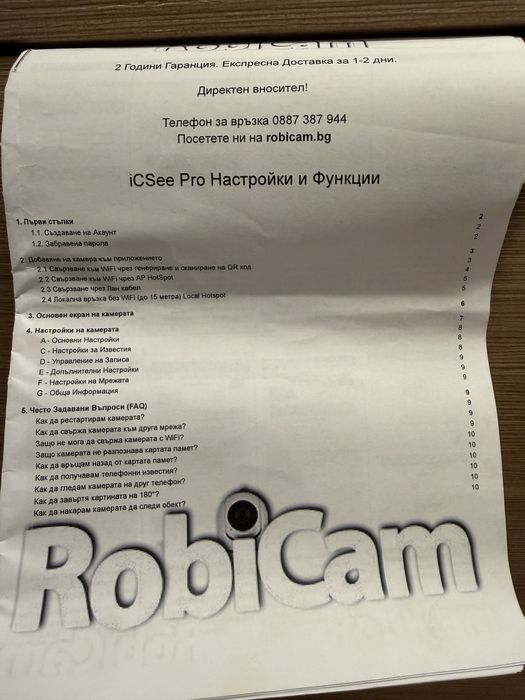 RobiCam
2 Години Гаранция. Експресна Доставка за 1-2 дни.
Директен вносител!
Телефон за връзка 0887 387 944
Посетете ни на robicam.bg
iCSee Pro Настройки и Функции
1. Първи стъпки 2
1.1. Създаване на Акаунт 2
1.2. Забравена парола 2
2. Добавяне на камера към приложението 3
2.1 Свързване към WiFi чрез генериране и сканиране на QR код. 3
2.2 Свързване към WiFi чрез AP HotSpot 4
2.3 Свързване чрез Лан кабел 5
2.4 Локална връзка без WiFi (до 15 метра) Local Hotspot 5
3. Основен екран на камерата 6
4. Настройки на камерата 7
A - Основни Настройки 8
C - Настройки за Известия 8
D - Управление на Записа 8
E - Допълнителни Настройки 9
F - Настройки на Мрежата 9
G - Обща Информация 9
5. Често Задавани Въпроси (FAQ) 9
Как да рестартирам камерата? 9
Как да свържа камерата към друга мрежа? 9
Защо не мога да свържа камерата с WiFi? 9
Защо камерата не разпознава картата памет? 10
Как да връщам назад от картата памет? 10
Как да получавам телефонни известия? 10
Как да гледам камерата на друг телефон? 10
Как да завъртя картината на 180°? 10
Как да накарам камерата да следи обект? 10
RobiCam